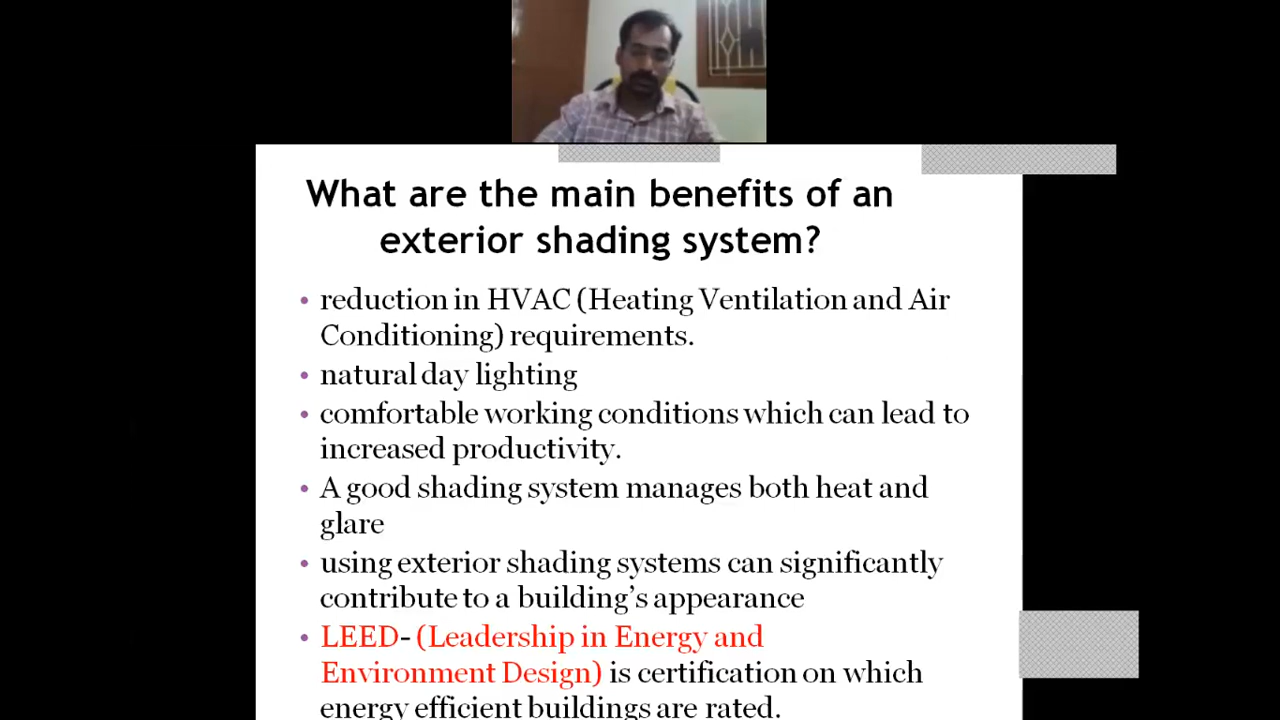 What are the main benefits of an
exterior shading system?
• reduction in HVAC (Heating Ventilation and Air
Conditioning) requirements.
• natural day lighting
• comfortable working conditions which can lead to
increased productivity.
• A good shading system manages both heat and
glare
• using exterior shading systems can significantly
contribute to a building’s appearance
• LEED- (Leadership in Energy and
Environment Design) is certification on which
energy efficient buildings are rated.